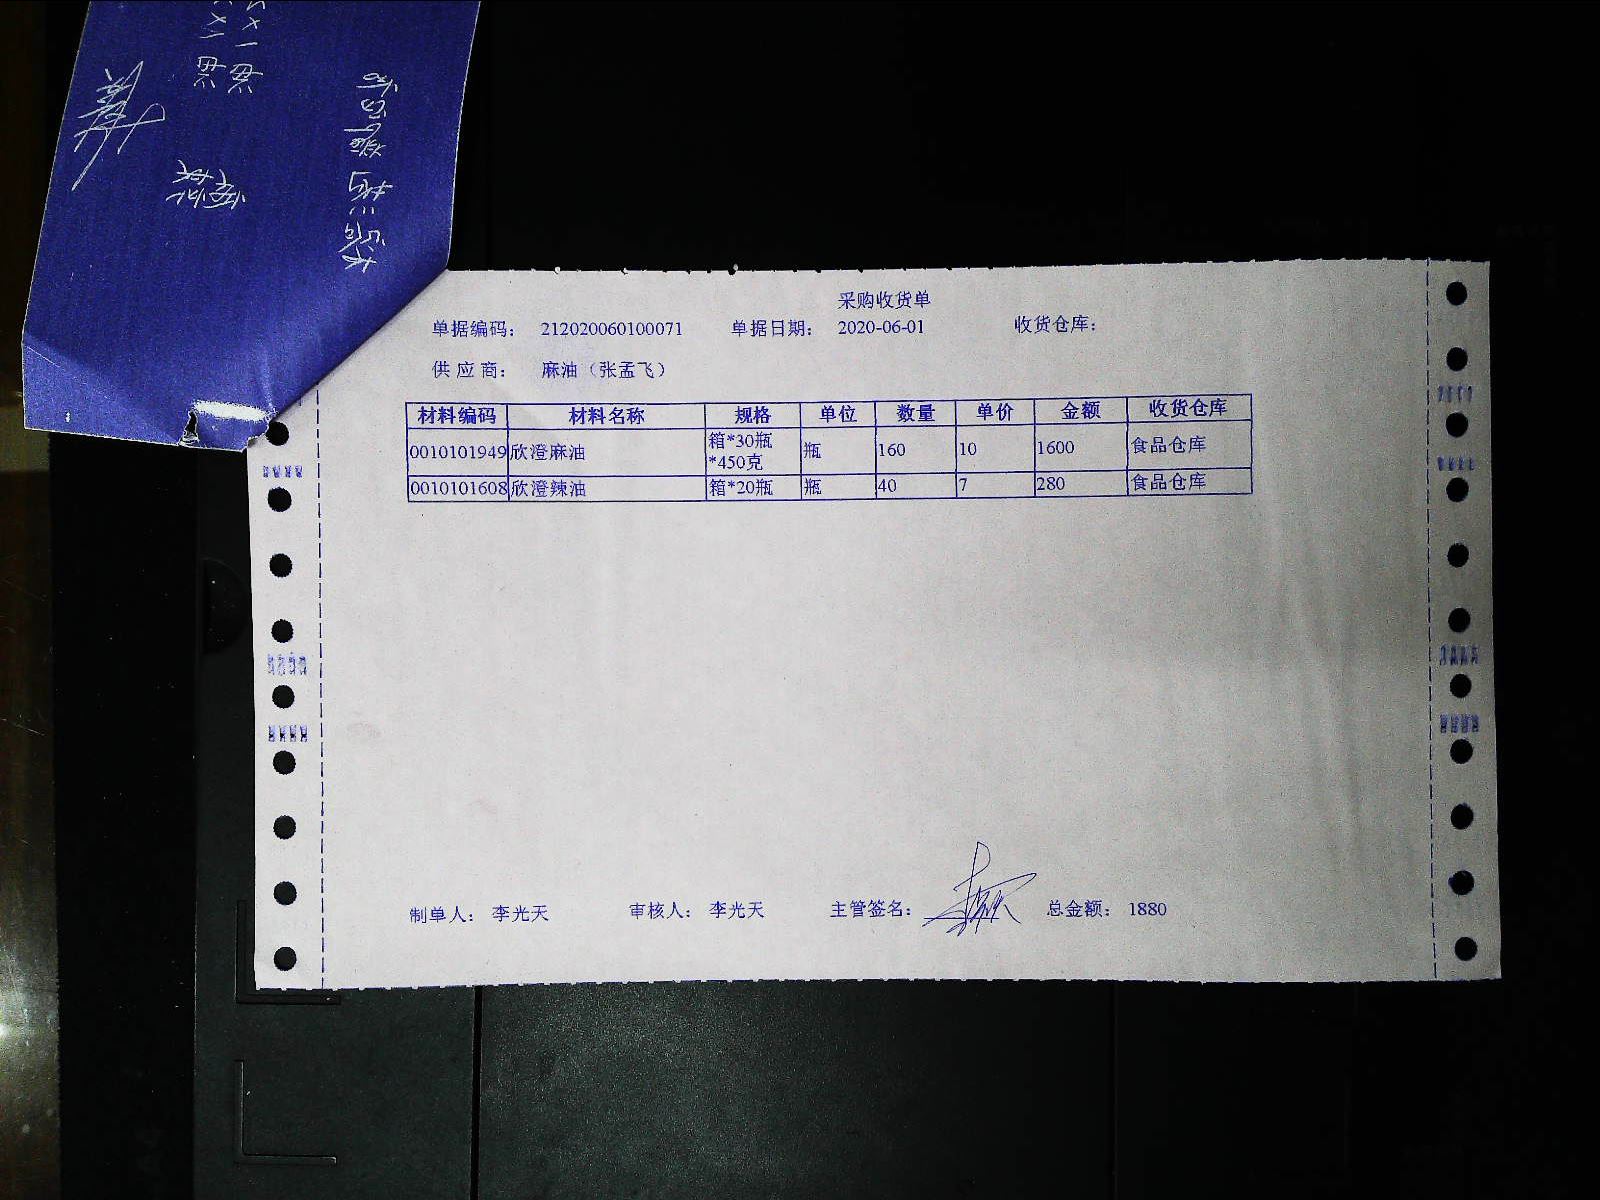 采购收货单
单据编码： 212020060100071 单据日期： 2020-06-01 收货仓库：
供 应 商： 麻油（张孟飞）
材料编码 材料名称 规格 单位 数量 单价 金额 收货仓库
0010101949 欣澄麻油 箱*30瓶*450克 瓶 160 10 1600 食品仓库
0010101608 欣澄辣油 箱*20瓶 瓶 40 7 280 食品仓库
制单人： 李光天 审核人： 李光天 主管签名： 总金额： 1880